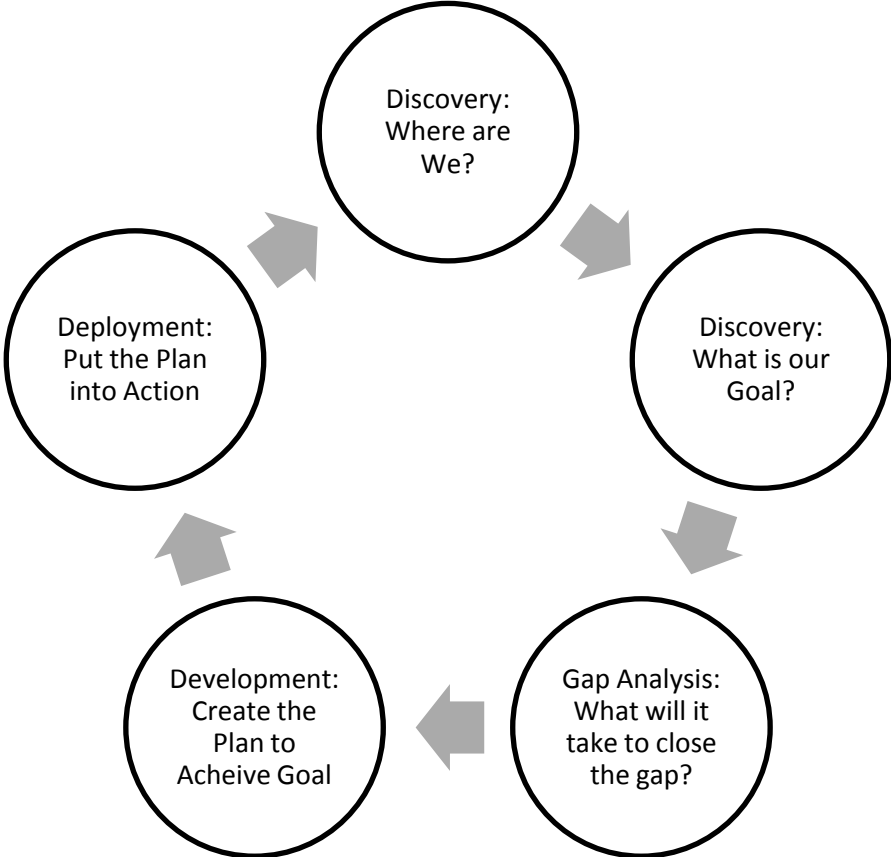 Discovery:
Where are
We?
Discovery:
What is our
Goal?
Gap Analysis:
What will it
take to close
the gap?
Development:
Create the
Plan to
Acheive Goal
Deployment:
Put the Plan
into Action